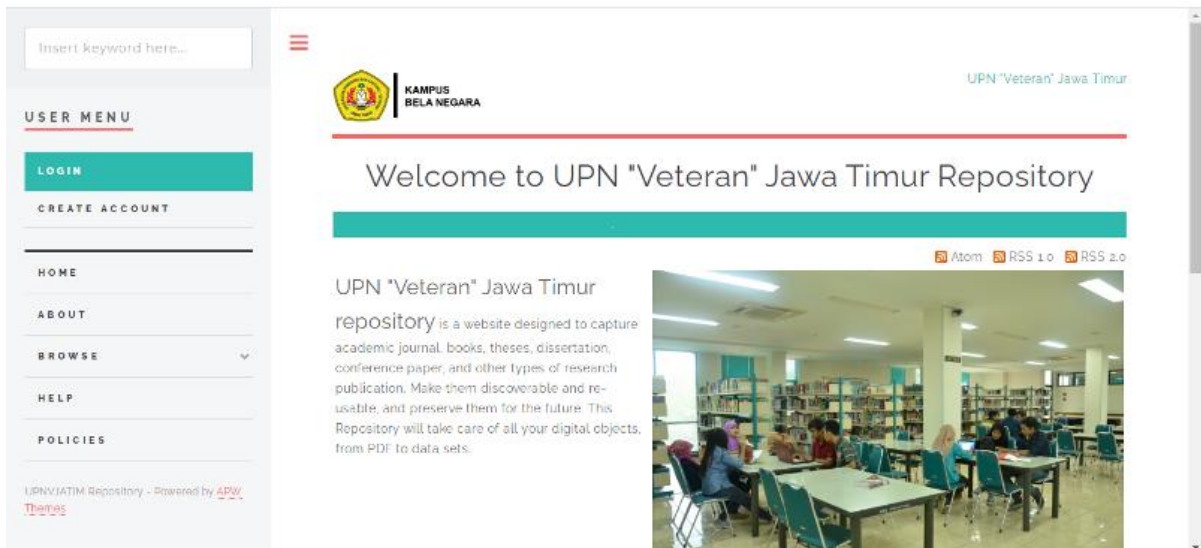 Insert keyword here...
USER MENU
LOGIN
CREATE ACCOUNT
HOME
ABOUT
BROWSE
HELP
POLICIES
UPNVJATIM Repository - Powered by APW
Themes
KAMPUS
BELA NEGARA
UPN "Veteran" Jawa Timur
Welcome to UPN "Veteran" Jawa Timur Repository
Atom RSS 1.0 RSS 2.0
UPN "Veteran" Jawa Timur
repository is a website designed to capture
academic journal, books, theses, dissertation,
conference paper, and other types of research
publication. Make them discoverable and re-
usable, and preserve them for the future. This
Repository will take care of all your digital objects,
from PDF to data sets.